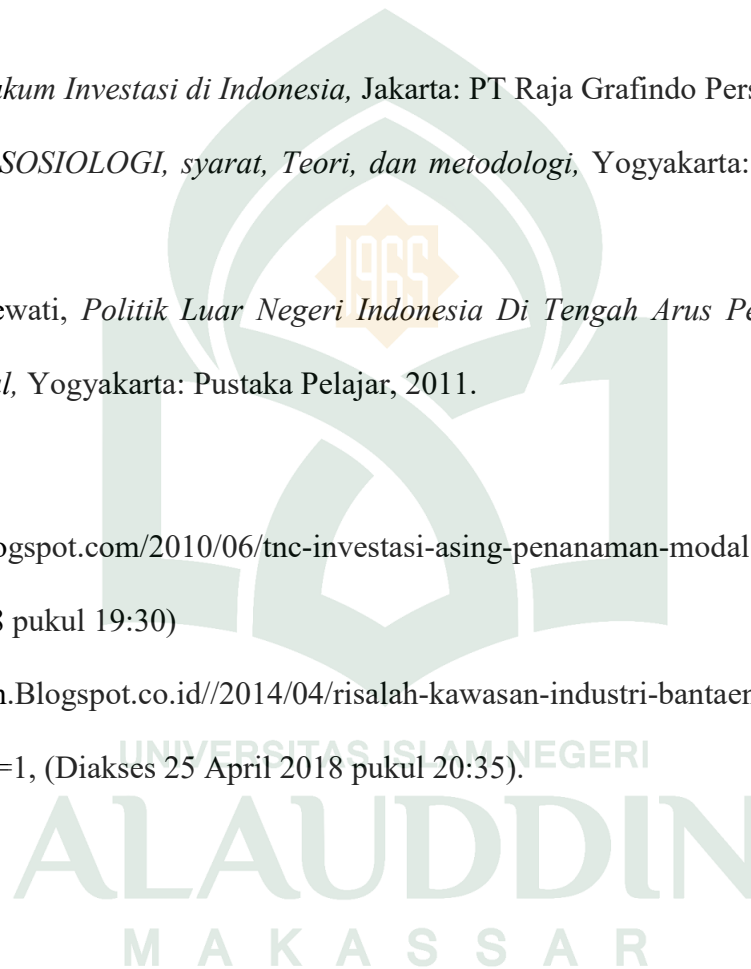 ukum Investasi di Indonesia, Jakarta: PT Raja Grafindo Pers
SOSIOLOGI, syarat, Teori, dan metodologi, Yogyakarta:
1965
ewati, Politik Luar Negeri Indonesia Di Tengah Arus Pe
l, Yogyakarta: Pustaka Pelajar, 2011.
ogspot.com/2010/06/tnc-investasi-asing-penanaman-modal
8 pukul 19:30)
n.Blogspot.co.id//2014/04/risalah-kawasan-industri-bantaen
=1, (Diakses 25 April 2018 pukul 20:35).
UNIVERSITAS ISLAM NEGERI
ALAUDDIN
MAKASSAR